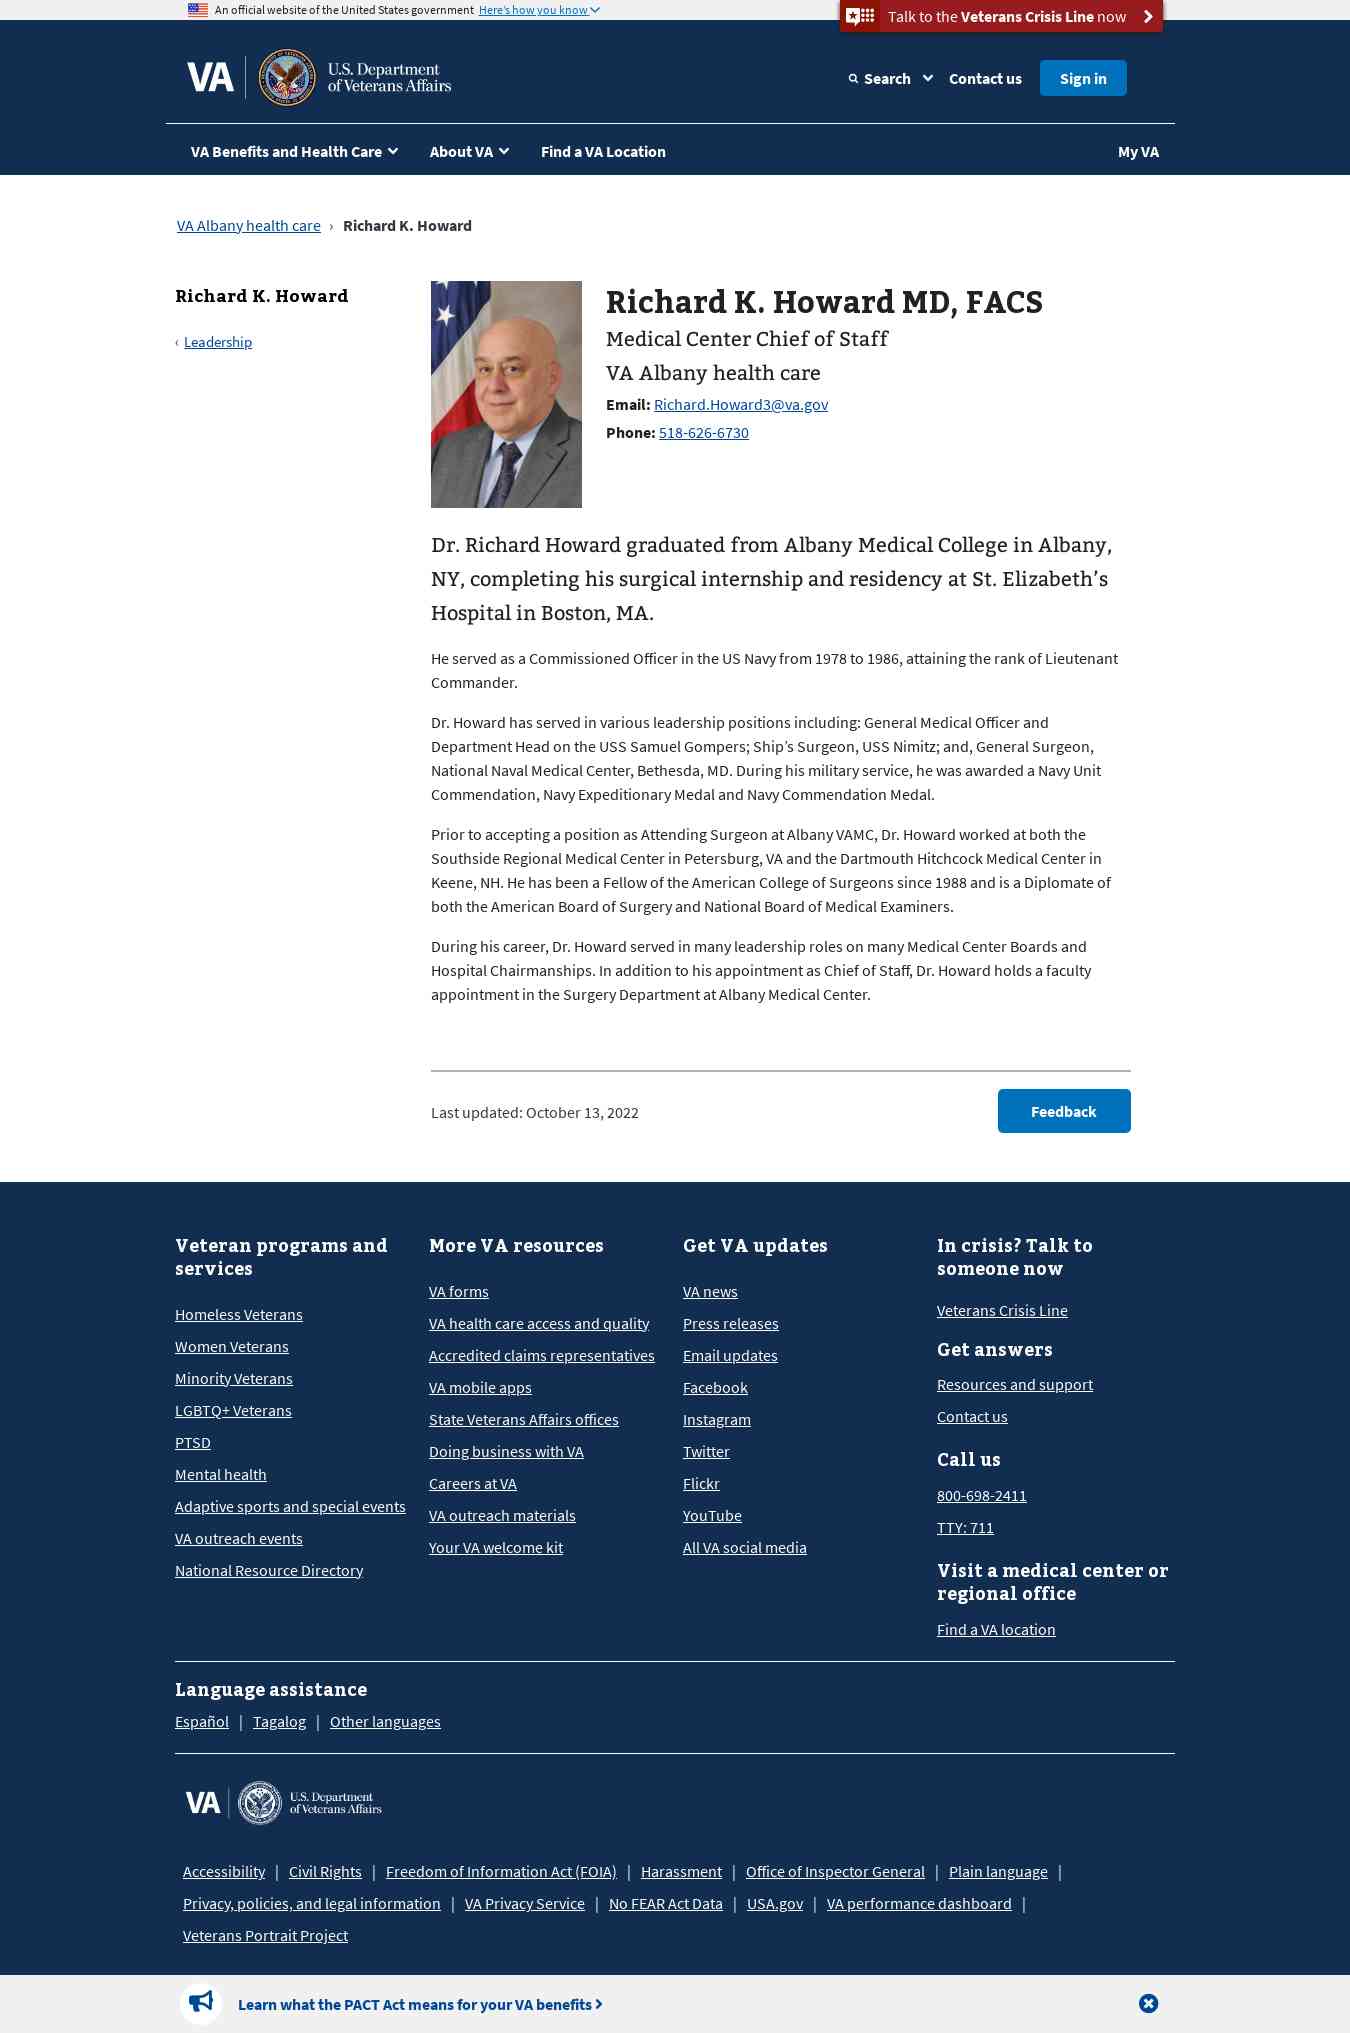 An official website of the United States government Here's how you know
Talk to the Veterans Crisis Line now
VA
U.S. Department
of Veterans Affairs
Search Contact us Sign in
VA Benefits and Health Care About VA Find a VA Location My VA
VA Albany health care › Richard K. Howard
Richard K. Howard
‹ Leadership
Richard K. Howard MD, FACS
Medical Center Chief of Staff
VA Albany health care
Email: Richard.Howard3@va.gov
Phone: 518-626-6730
Dr. Richard Howard graduated from Albany Medical College in Albany,
NY, completing his surgical internship and residency at St. Elizabeth’s
Hospital in Boston, MA.
He served as a Commissioned Officer in the US Navy from 1978 to 1986, attaining the rank of Lieutenant
Commander.
Dr. Howard has served in various leadership positions including: General Medical Officer and
Department Head on the USS Samuel Gompers; Ship’s Surgeon, USS Nimitz; and, General Surgeon,
National Naval Medical Center, Bethesda, MD. During his military service, he was awarded a Navy Unit
Commendation, Navy Expeditionary Medal and Navy Commendation Medal.
Prior to accepting a position as Attending Surgeon at Albany VAMC, Dr. Howard worked at both the
Southside Regional Medical Center in Petersburg, VA and the Dartmouth Hitchcock Medical Center in
Keene, NH. He has been a Fellow of the American College of Surgeons since 1988 and is a Diplomate of
both the American Board of Surgery and National Board of Medical Examiners.
During his career, Dr. Howard served in many leadership roles on many Medical Center Boards and
Hospital Chairmanships. In addition to his appointment as Chief of Staff, Dr. Howard holds a faculty
appointment in the Surgery Department at Albany Medical Center.
Last updated: October 13, 2022
Feedback
Veteran programs and
services
Homeless Veterans
Women Veterans
Minority Veterans
LGBTQ+ Veterans
PTSD
Mental health
Adaptive sports and special events
VA outreach events
National Resource Directory
More VA resources
VA forms
VA health care access and quality
Accredited claims representatives
VA mobile apps
State Veterans Affairs offices
Doing business with VA
Careers at VA
VA outreach materials
Your VA welcome kit
Get VA updates
VA news
Press releases
Email updates
Facebook
Instagram
Twitter
Flickr
YouTube
All VA social media
In crisis? Talk to
someone now
Veterans Crisis Line
Get answers
Resources and support
Contact us
Call us
800-698-2411
TTY: 711
Visit a medical center or
regional office
Find a VA location
Language assistance
Español | Tagalog | Other languages
VA
U.S. Department
of Veterans Affairs
Accessibility | Civil Rights | Freedom of Information Act (FOIA) | Harassment | Office of Inspector General | Plain language |
Privacy, policies, and legal information | VA Privacy Service | No FEAR Act Data | USA.gov | VA performance dashboard |
Veterans Portrait Project
Learn what the PACT Act means for your VA benefits